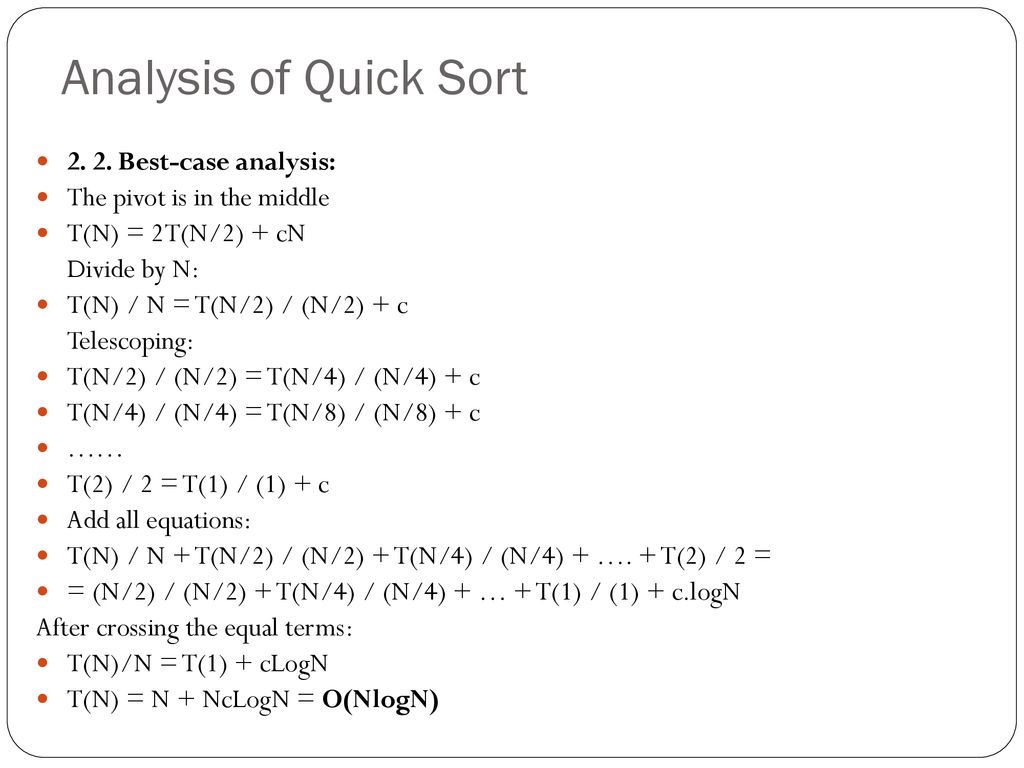 Analysis of Quick Sort
• 2. 2. Best-case analysis:
• The pivot is in the middle
• T(N) = 2T(N/2) + cN
Divide by N:
• T(N) / N = T(N/2) / (N/2) + c
Telescoping:
• T(N/2) / (N/2) = T(N/4) / (N/4) + c
• T(N/4) / (N/4) = T(N/8) / (N/8) + c
• ……
• T(2) / 2 = T(1) / (1) + c
• Add all equations:
• T(N) / N + T(N/2) / (N/2) + T(N/4) / (N/4) + …. + T(2) / 2 =
• = (N/2) / (N/2) + T(N/4) / (N/4) + … + T(1) / (1) + c.logN
After crossing the equal terms:
• T(N)/N = T(1) + cLogN
• T(N) = N + NcLogN = O(NlogN)